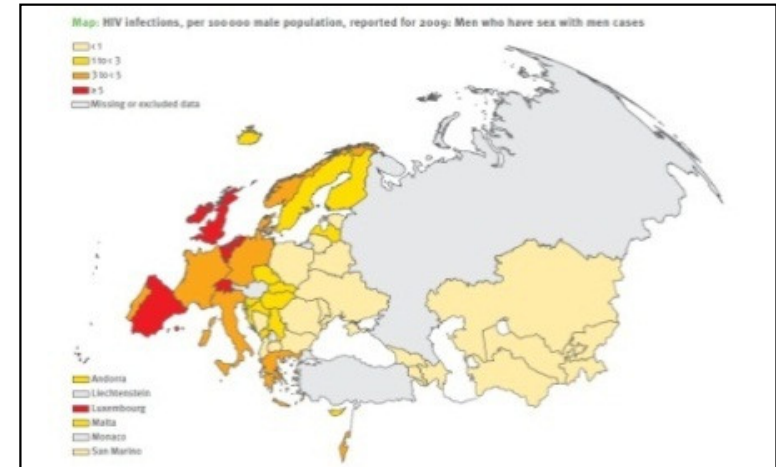 Map: HIV infections, per 100 000 male population, reported for 2009: Men who have sex with men cases
< 1
1 to < 3
3 to < 5
≥ 5
Missing or excluded data
Andorra
Liechtenstein
Luxembourg
Malta
Monaco
San Marino